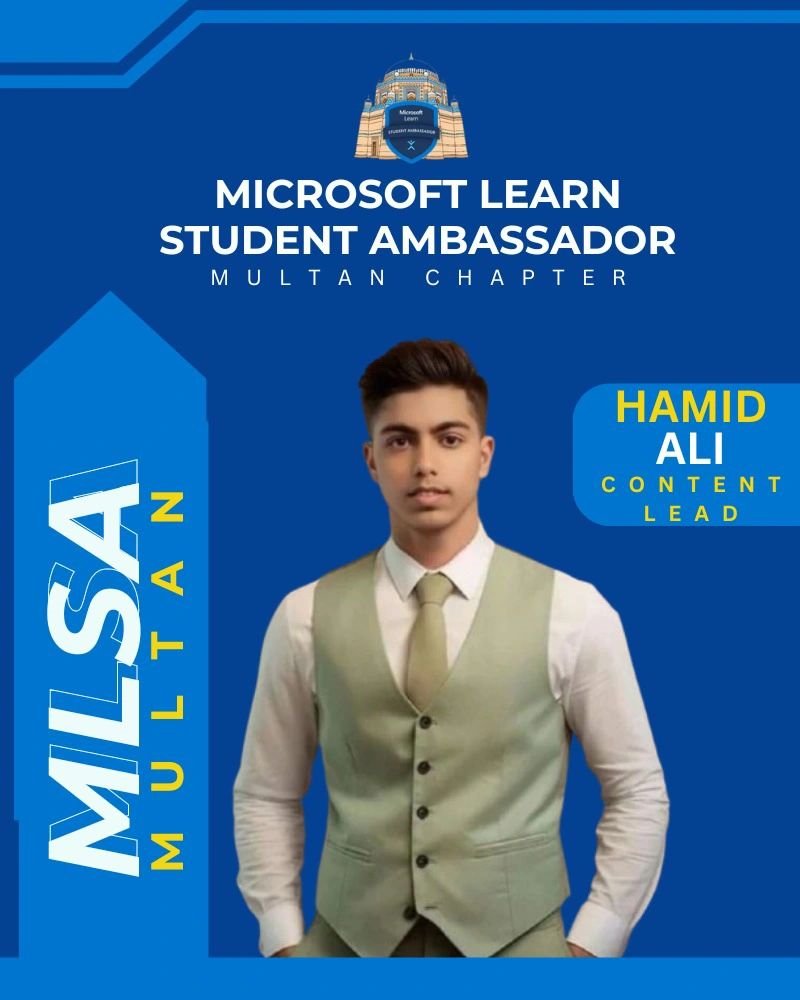 Microsoft
Learn
STUDENT AMBASSADOR
MICROSOFT LEARN
STUDENT AMBASSADOR
MULTAN CHAPTER
HAMID
ALI
CONTENT
LEAD
MLSA
MULTAN